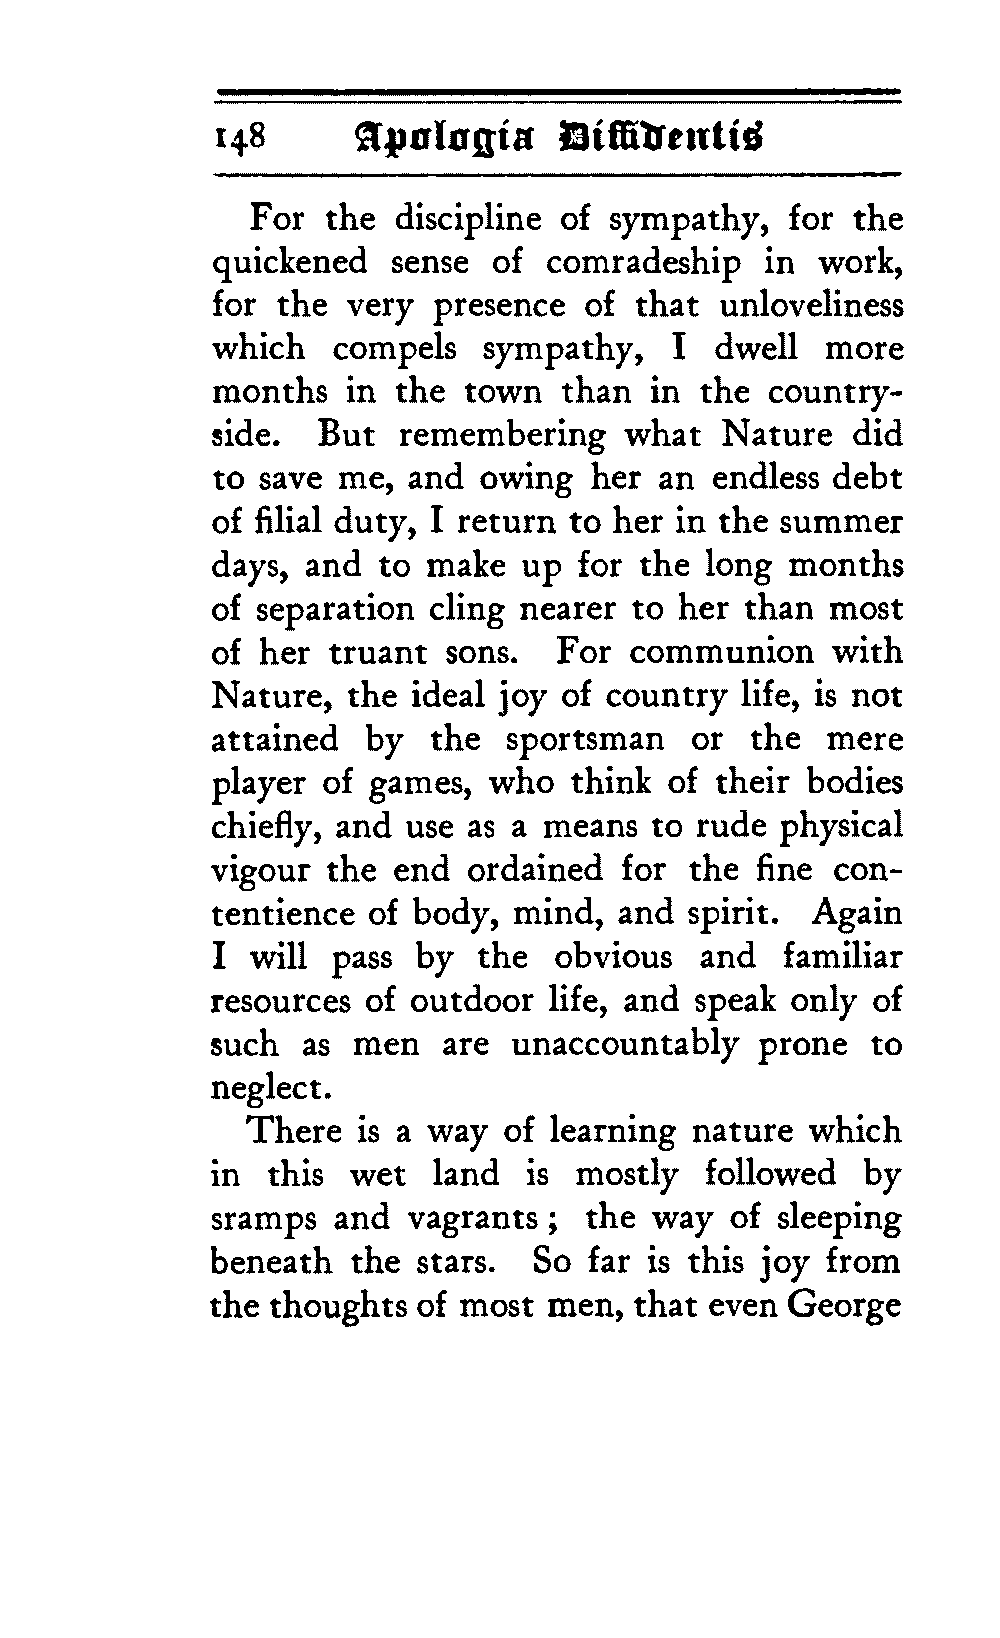 148 Apologia Diffidentis
For the discipline of sympathy, for the
quickened sense of comradeship in work,
for the very presence of that unloveliness
which compels sympathy, I dwell more
months in the town than in the country-
side. But remembering what Nature did
to save me, and owing her an endless debt
of filial duty, I return to her in the summer
days, and to make up for the long months
of separation cling nearer to her than most
of her truant sons. For communion with
Nature, the ideal joy of country life, is not
attained by the sportsman or the mere
player of games, who think of their bodies
chiefly, and use as a means to rude physical
vigour the end ordained for the fine con-
tentience of body, mind, and spirit. Again
I will pass by the obvious and familiar
resources of outdoor life, and speak only of
such as men are unaccountably prone to
neglect.
There is a way of learning nature which
in this wet land is mostly followed by
sramps and vagrants ; the way of sleeping
beneath the stars. So far is this joy from
the thoughts of most men, that even George